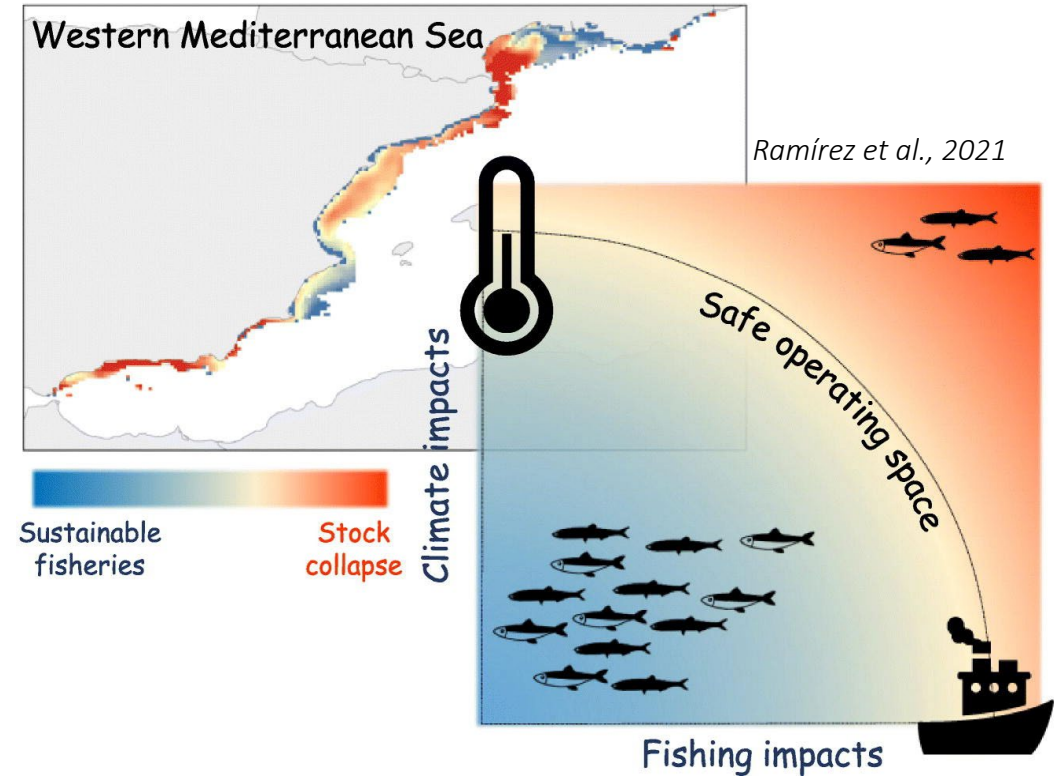 Western Mediterranean Sea
Ramírez et al., 2021
Safe operating space
Climate impacts
Sustainable
fisheries
Stock
collapse
Fishing impacts